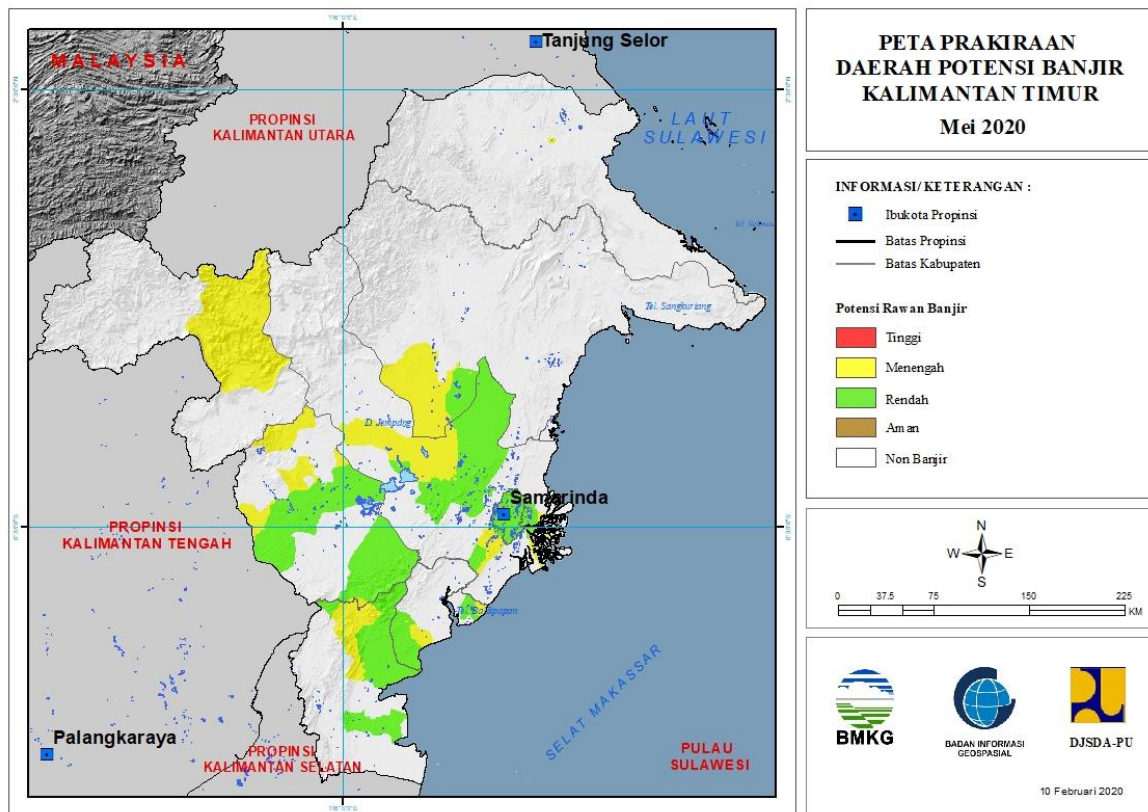 PETA PRAKIRAAN
DAERAH POTENSI BANJIR
KALIMANTAN TIMUR
Mei 2020
INFORMASI/ KETERANGAN :
Ibukota Propinsi
Batas Propinsi
Batas Kabupaten
Potensi Rawan Banjir
Tinggi
Menengah
Rendah
Aman
Non Banjir
N
W E
S
0 37.5 75 150 225
KM
BMKG
BADAN INFORMASI
GEOSPASIAL
DJSDA-PU
10 Februari 2020
Tanjung Selor
MALAYSIA
PROPINSI
KALIMANTAN UTARA
LAUT
SULAWESI
Tel. Sangkuriang
D. Jempang
Samarinda
PROPINSI
KALIMANTAN TENGAH
Tel. Balikpapan
SELAT MAKASSAR
Palangkaraya
PROPINSI
KALIMANTAN SELATAN
PULAU
SULAWESI